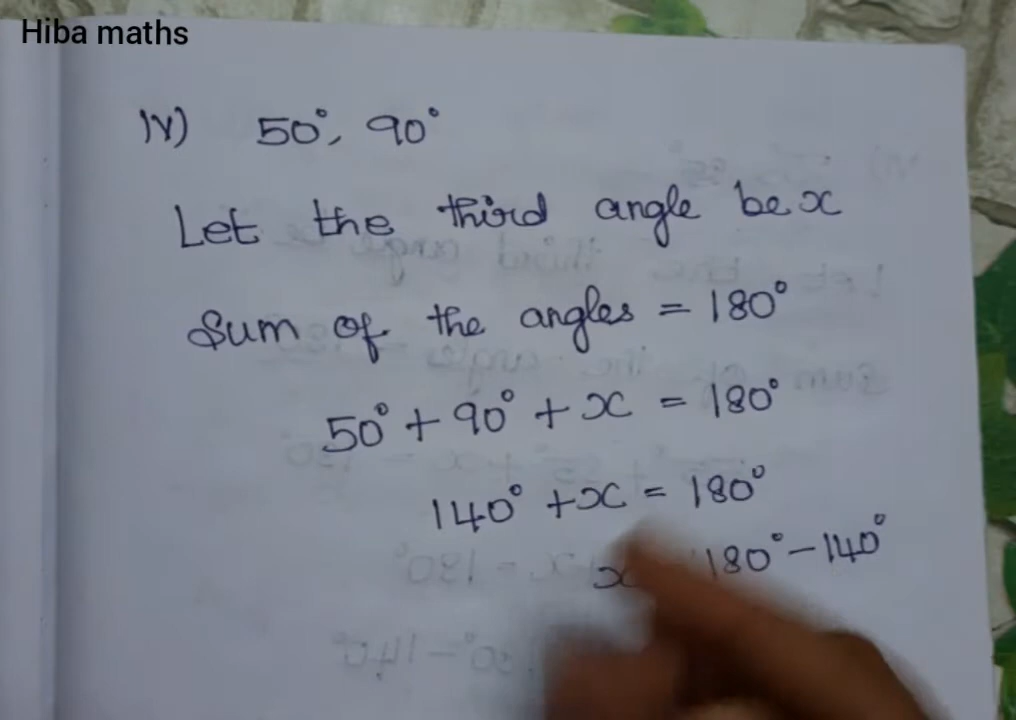 Hiba maths
IV) 50°, 90°
Let the third angle be x
Sum of the angles = 180°
50° + 90° + x = 180°
140° + x = 180°
x 180° - 140°